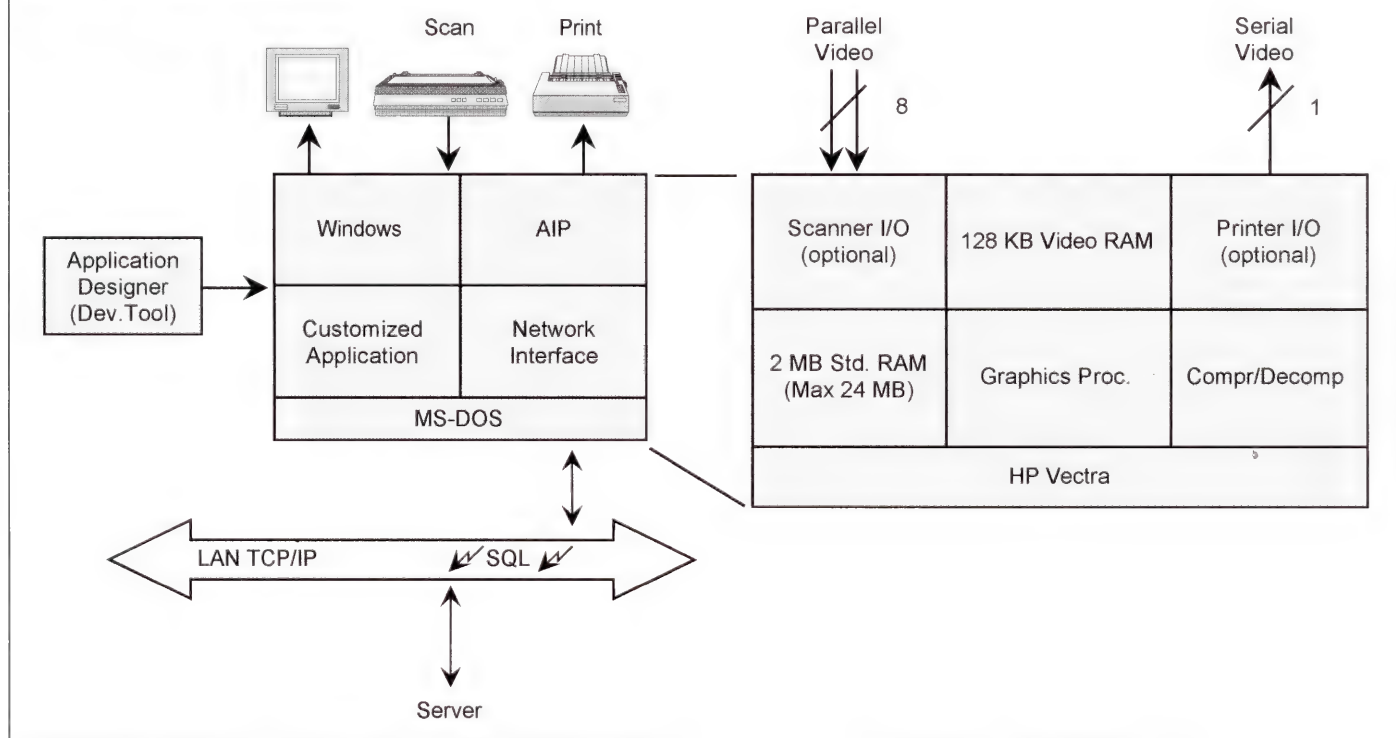 Scan
Print
Parallel
Video
Serial
Video
8
1
Windows
AIP
Scanner I/O
(optional)
128 KB Video RAM
Printer I/O
(optional)
Application
Designer
(Dev.Tool)
Customized
Application
Network
Interface
2 MB Std. RAM
(Max 24 MB)
Graphics Proc.
Compr/Decomp
MS-DOS
HP Vectra
LAN TCP/IP
SQL
Server